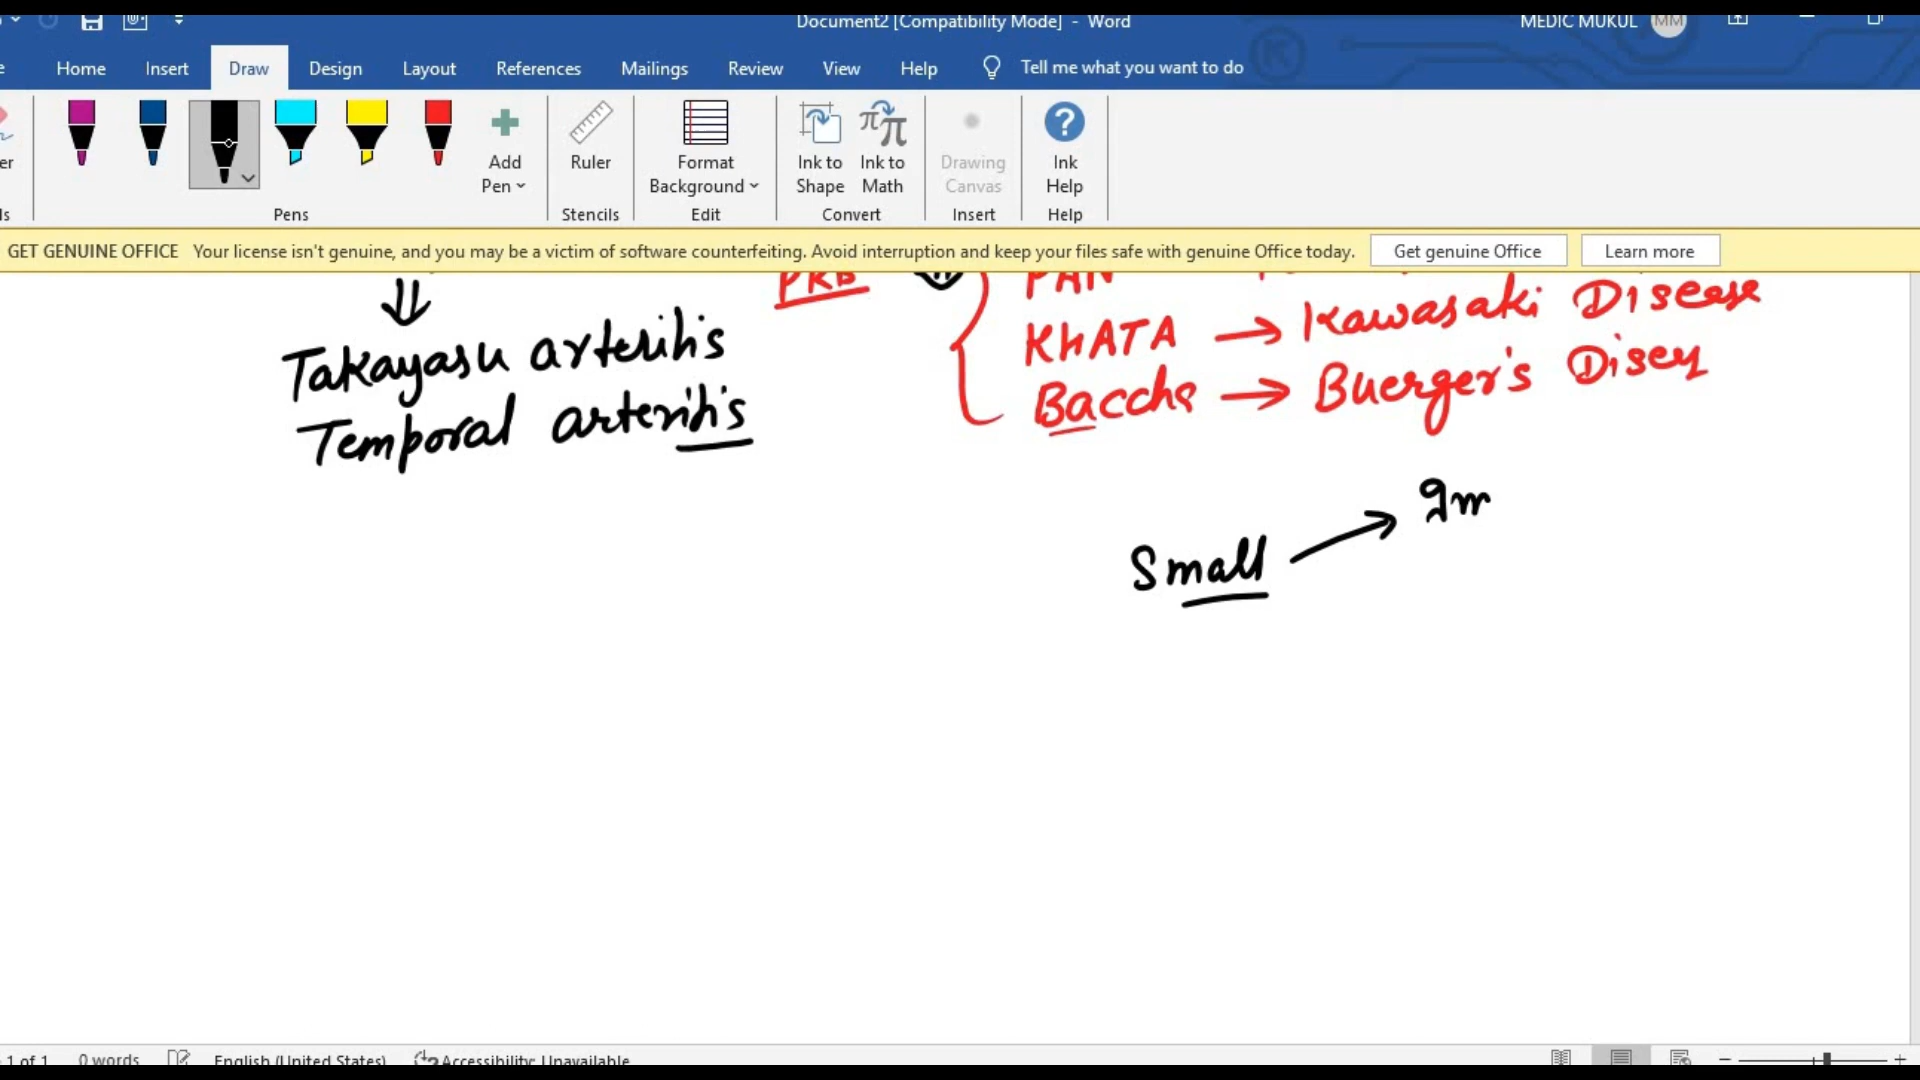 Document2 [Compatibility Mode] - Word
MEDIC MUKUL MM
Home Insert Draw Design Layout References Mailings Review View Help Tell me what you want to do
Add Pen
Ruler
Format Background
Ink to Shape
Ink to Math
Drawing Canvas
Ink Help
Pens Stencils Edit Convert Insert Help
GET GENUINE OFFICE Your license isn't genuine, and you may be a victim of software counterfeiting. Avoid interruption and keep your files safe with genuine Office today. Get genuine Office Learn more
PKB
PAN
Takayasu arteritis
KHATA → Kawasaki Disease
Temporal arteritis
Baccha → Buerger's
Small →
1 of 1 0 words English (United States) Accessibility: Unavailable